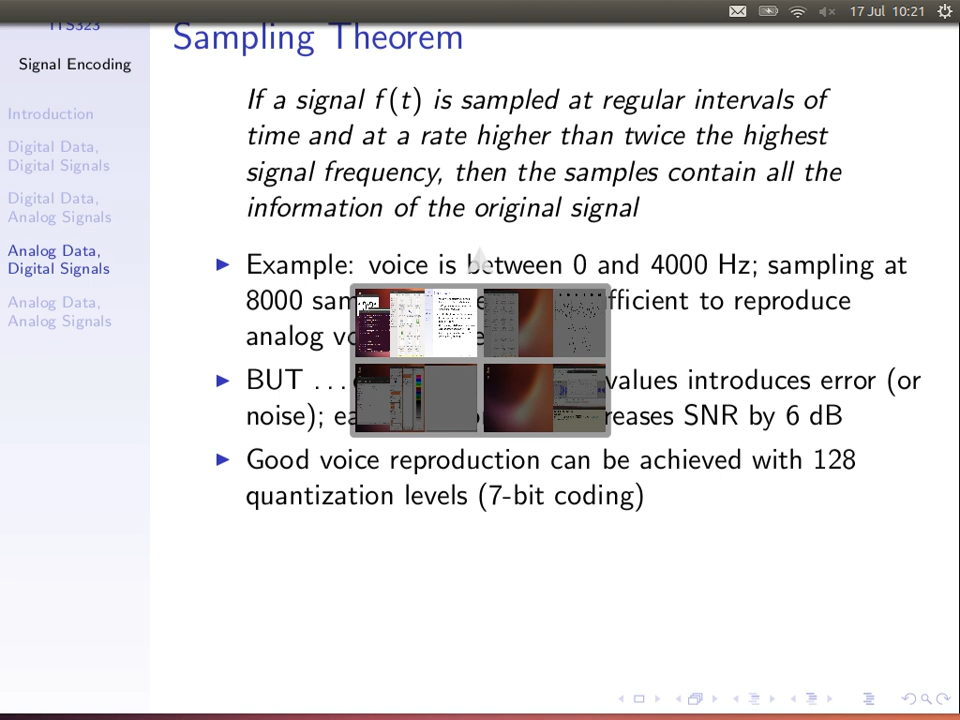 17 Jul 10:21
ITS323
Signal Encoding
Introduction
Digital Data,
Digital Signals
Digital Data,
Analog Signals
Analog Data,
Digital Signals
Analog Data,
Analog Signals
Sampling Theorem
If a signal f(t) is sampled at regular intervals of
time and at a rate higher than twice the highest
signal frequency, then the samples contain all the
information of the original signal
Example: voice is between 0 and 4000 Hz; sampling at
8000 sam fficient to reproduce
analog vo
BUT ... values introduces error (or
noise); ea reases SNR by 6 dB
Good voice reproduction can be achieved with 128
quantization levels (7-bit coding)